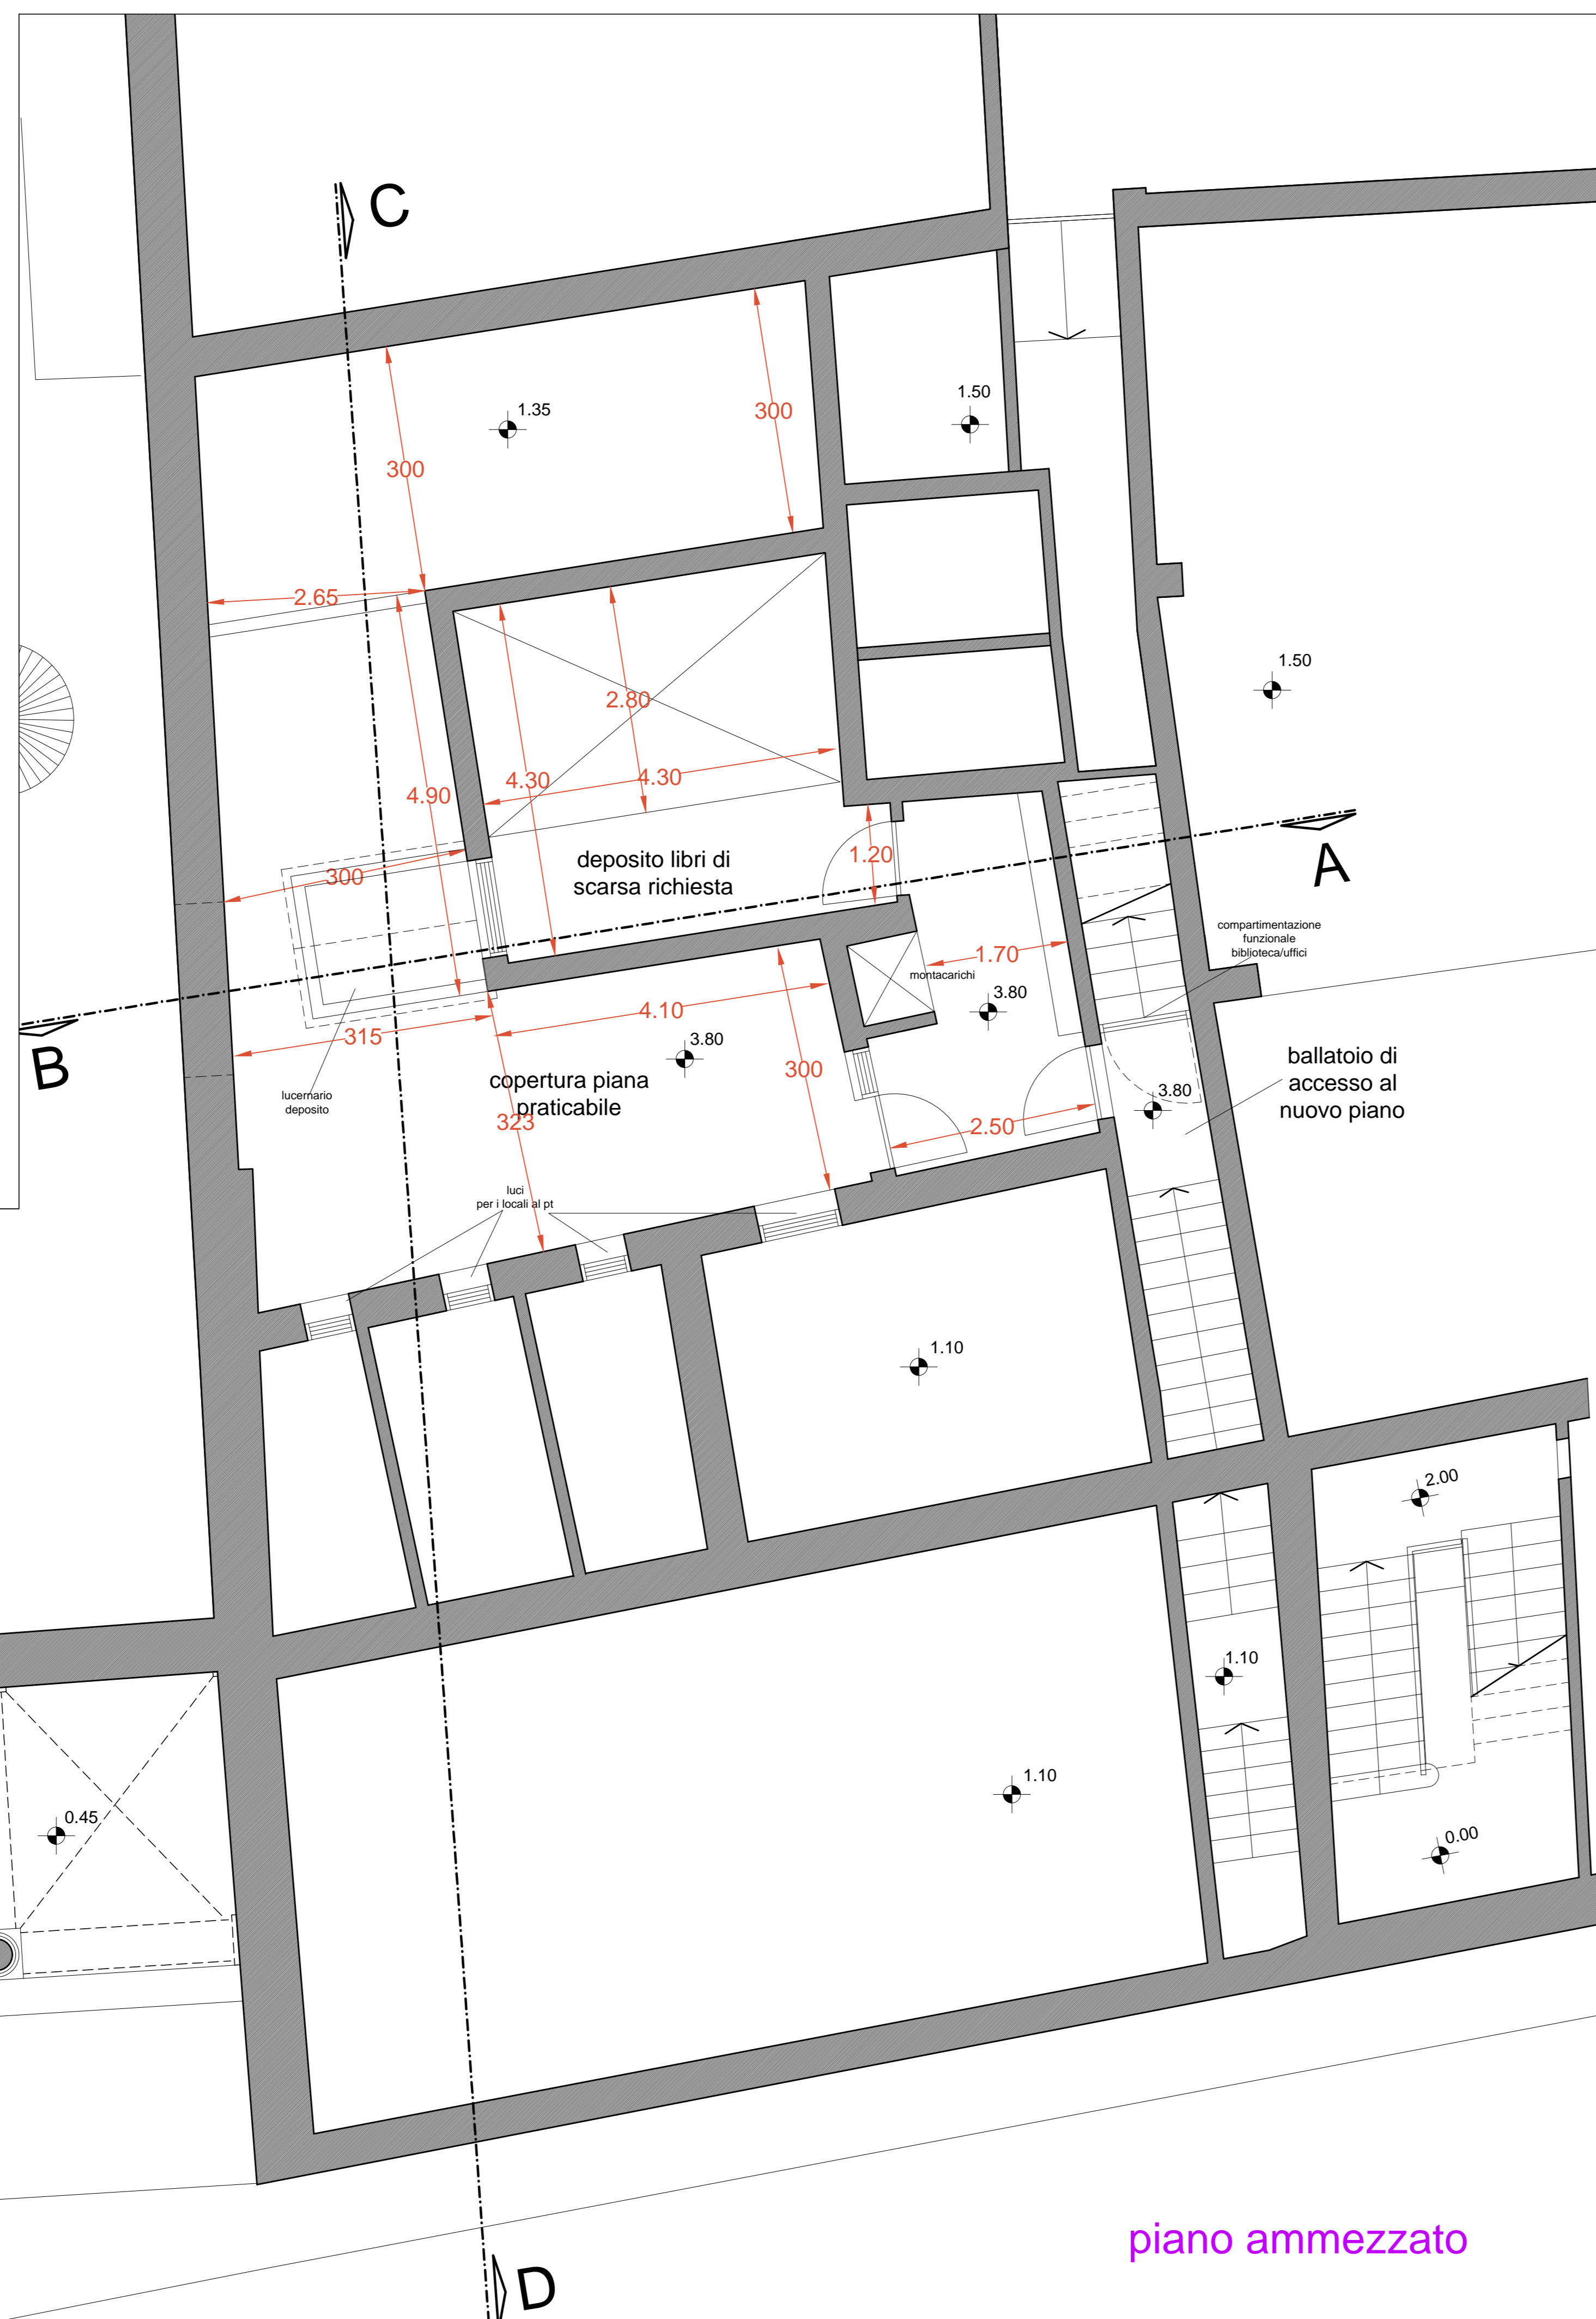 C
1.35
1.50
300
300
2.65
1.50
2.80
4.30
4.30
4.90
deposito libri di
scarsa richiesta
1.20
A
300
compartimentazione
funzionale
biblioteca/uffici
1.70
montacarichi
3.80
4.10
315
3.80
B
copertura piana
praticabile
300
ballatoio di
accesso al
nuovo piano
3.80
lucernario
deposito
323
2.50
luci
per i locali al pt
1.10
2.00
1.10
1.10
0.45
0.00
piano ammezzato
D